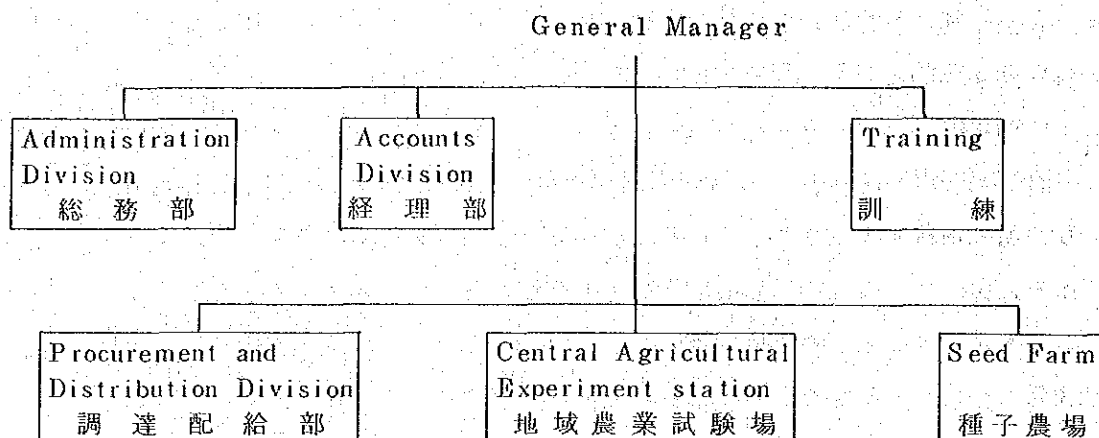 General Manager
Administration
Division
総務部
Accounts
Division
経理部
Training
訓練
Procurement and
Distribution Division
調達配給部
Central Agricultural
Experiment station
地域農業試験場
Seed Farm
種子農場